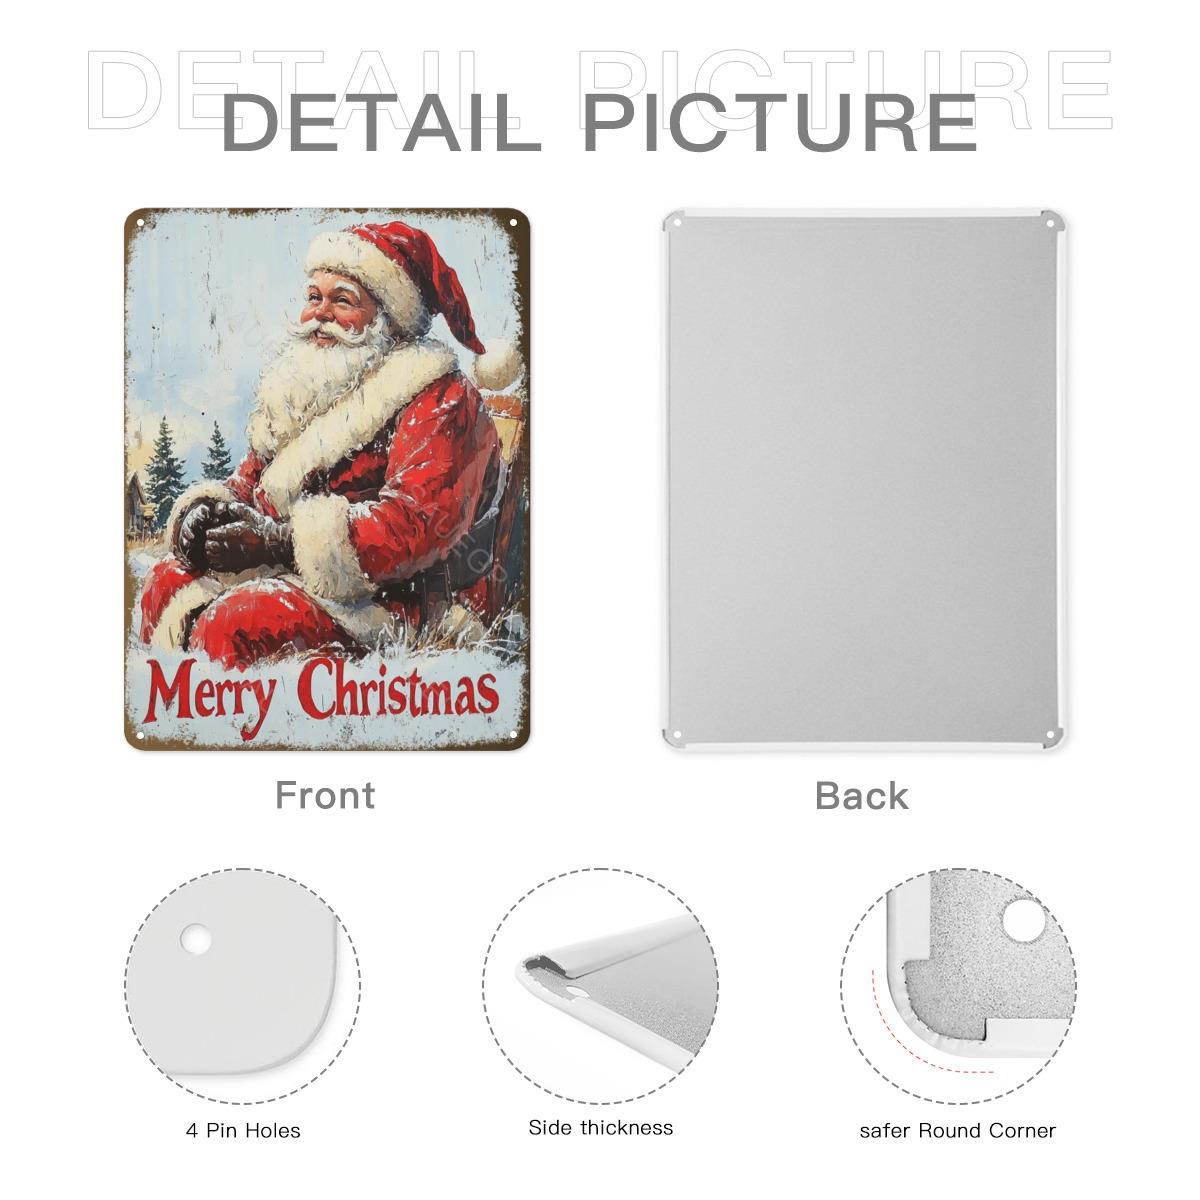 DETAIL PICTURE
DETAIL PICTURE
Merry Christmas
Front
Back
4 Pin Holes
Side thickness
safer Round Corner